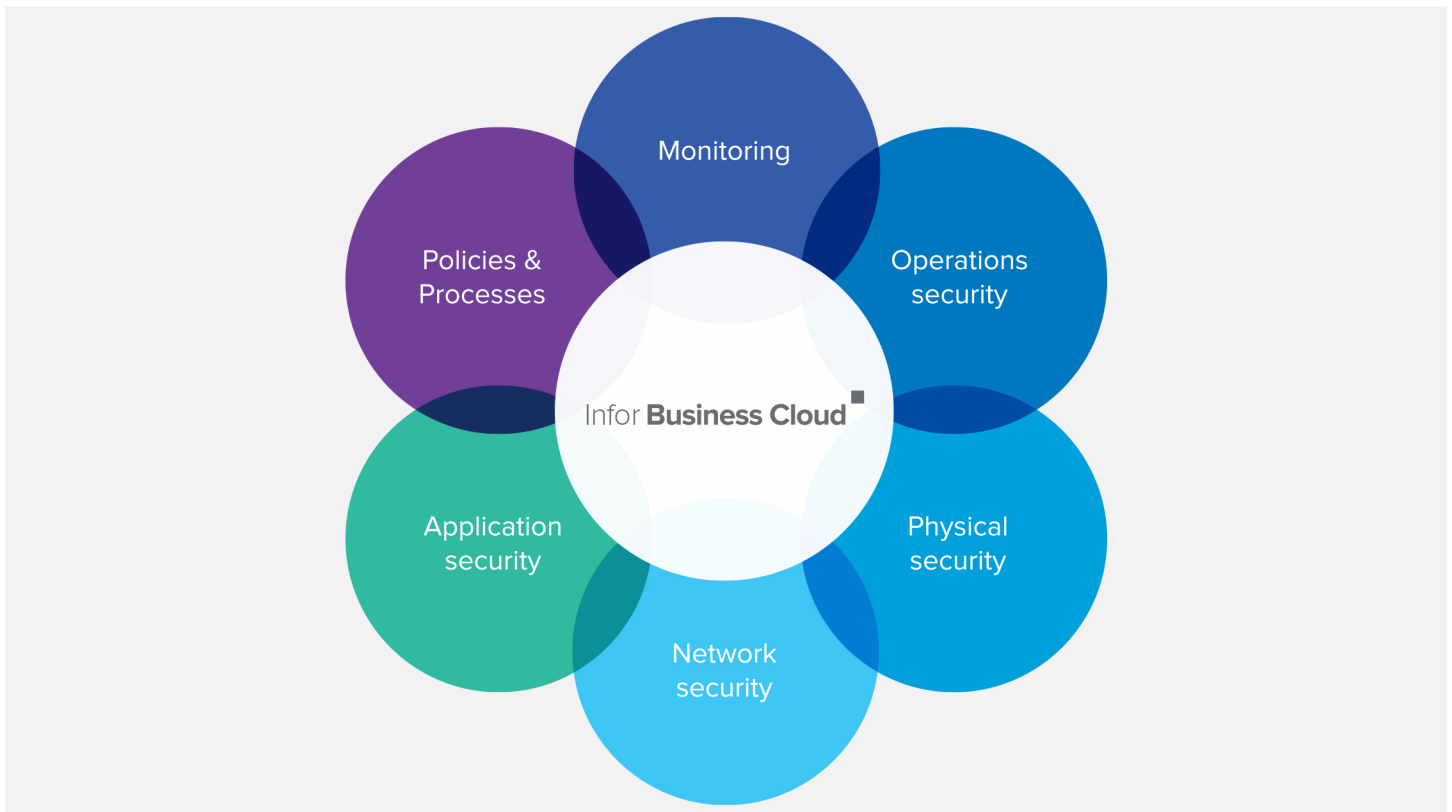 Monitoring
Policies &
Processes
Operations
security
Infor Business Cloud
Application
security
Physical
security
Network
security